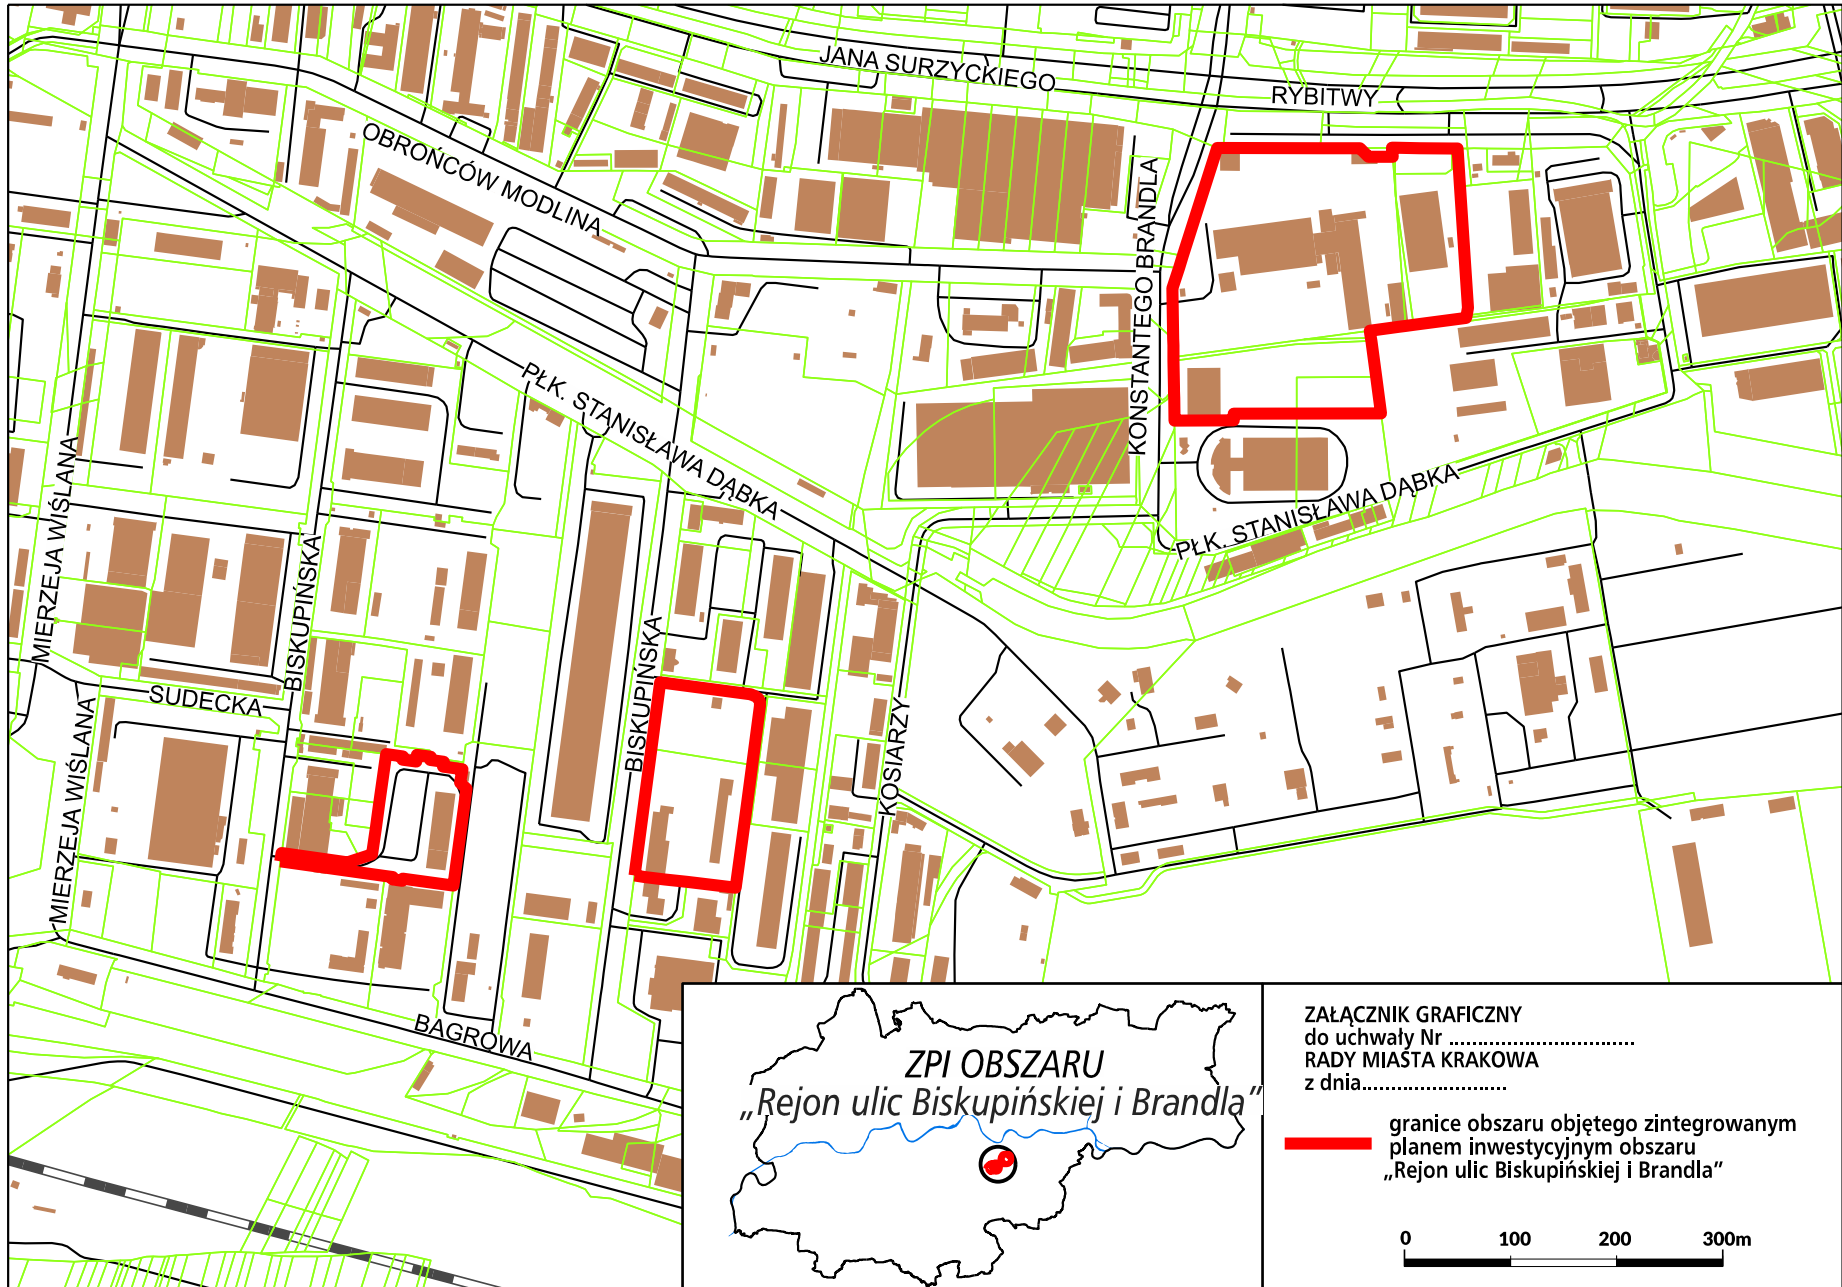 JANA SURZYCKIEGO
RYBITWY
OBROŃCÓW MODLINA
KONSTANTEGO BRANDLA
PŁK. STANISŁAWA DĄBKA
PŁK. STANISŁAWA DĄBKA
MIERZEJA WIŚLANA
BISKUPIŃSKA
BISKUPIŃSKA
SUDECKA
MIERZEJA WIŚLANA
KOSIARZY
BAGROWA
ZPI OBSZARU
„Rejon ulic Biskupińskiej i Brandla”
ZAŁĄCZNIK GRAFICZNY
do uchwały Nr ..................................
RADY MIASTA KRAKOWA
z dnia..........................
granice obszaru objętego zintegrowanym
planem inwestycyjnym obszaru
„Rejon ulic Biskupińskiej i Brandla”
0 100 200 300m